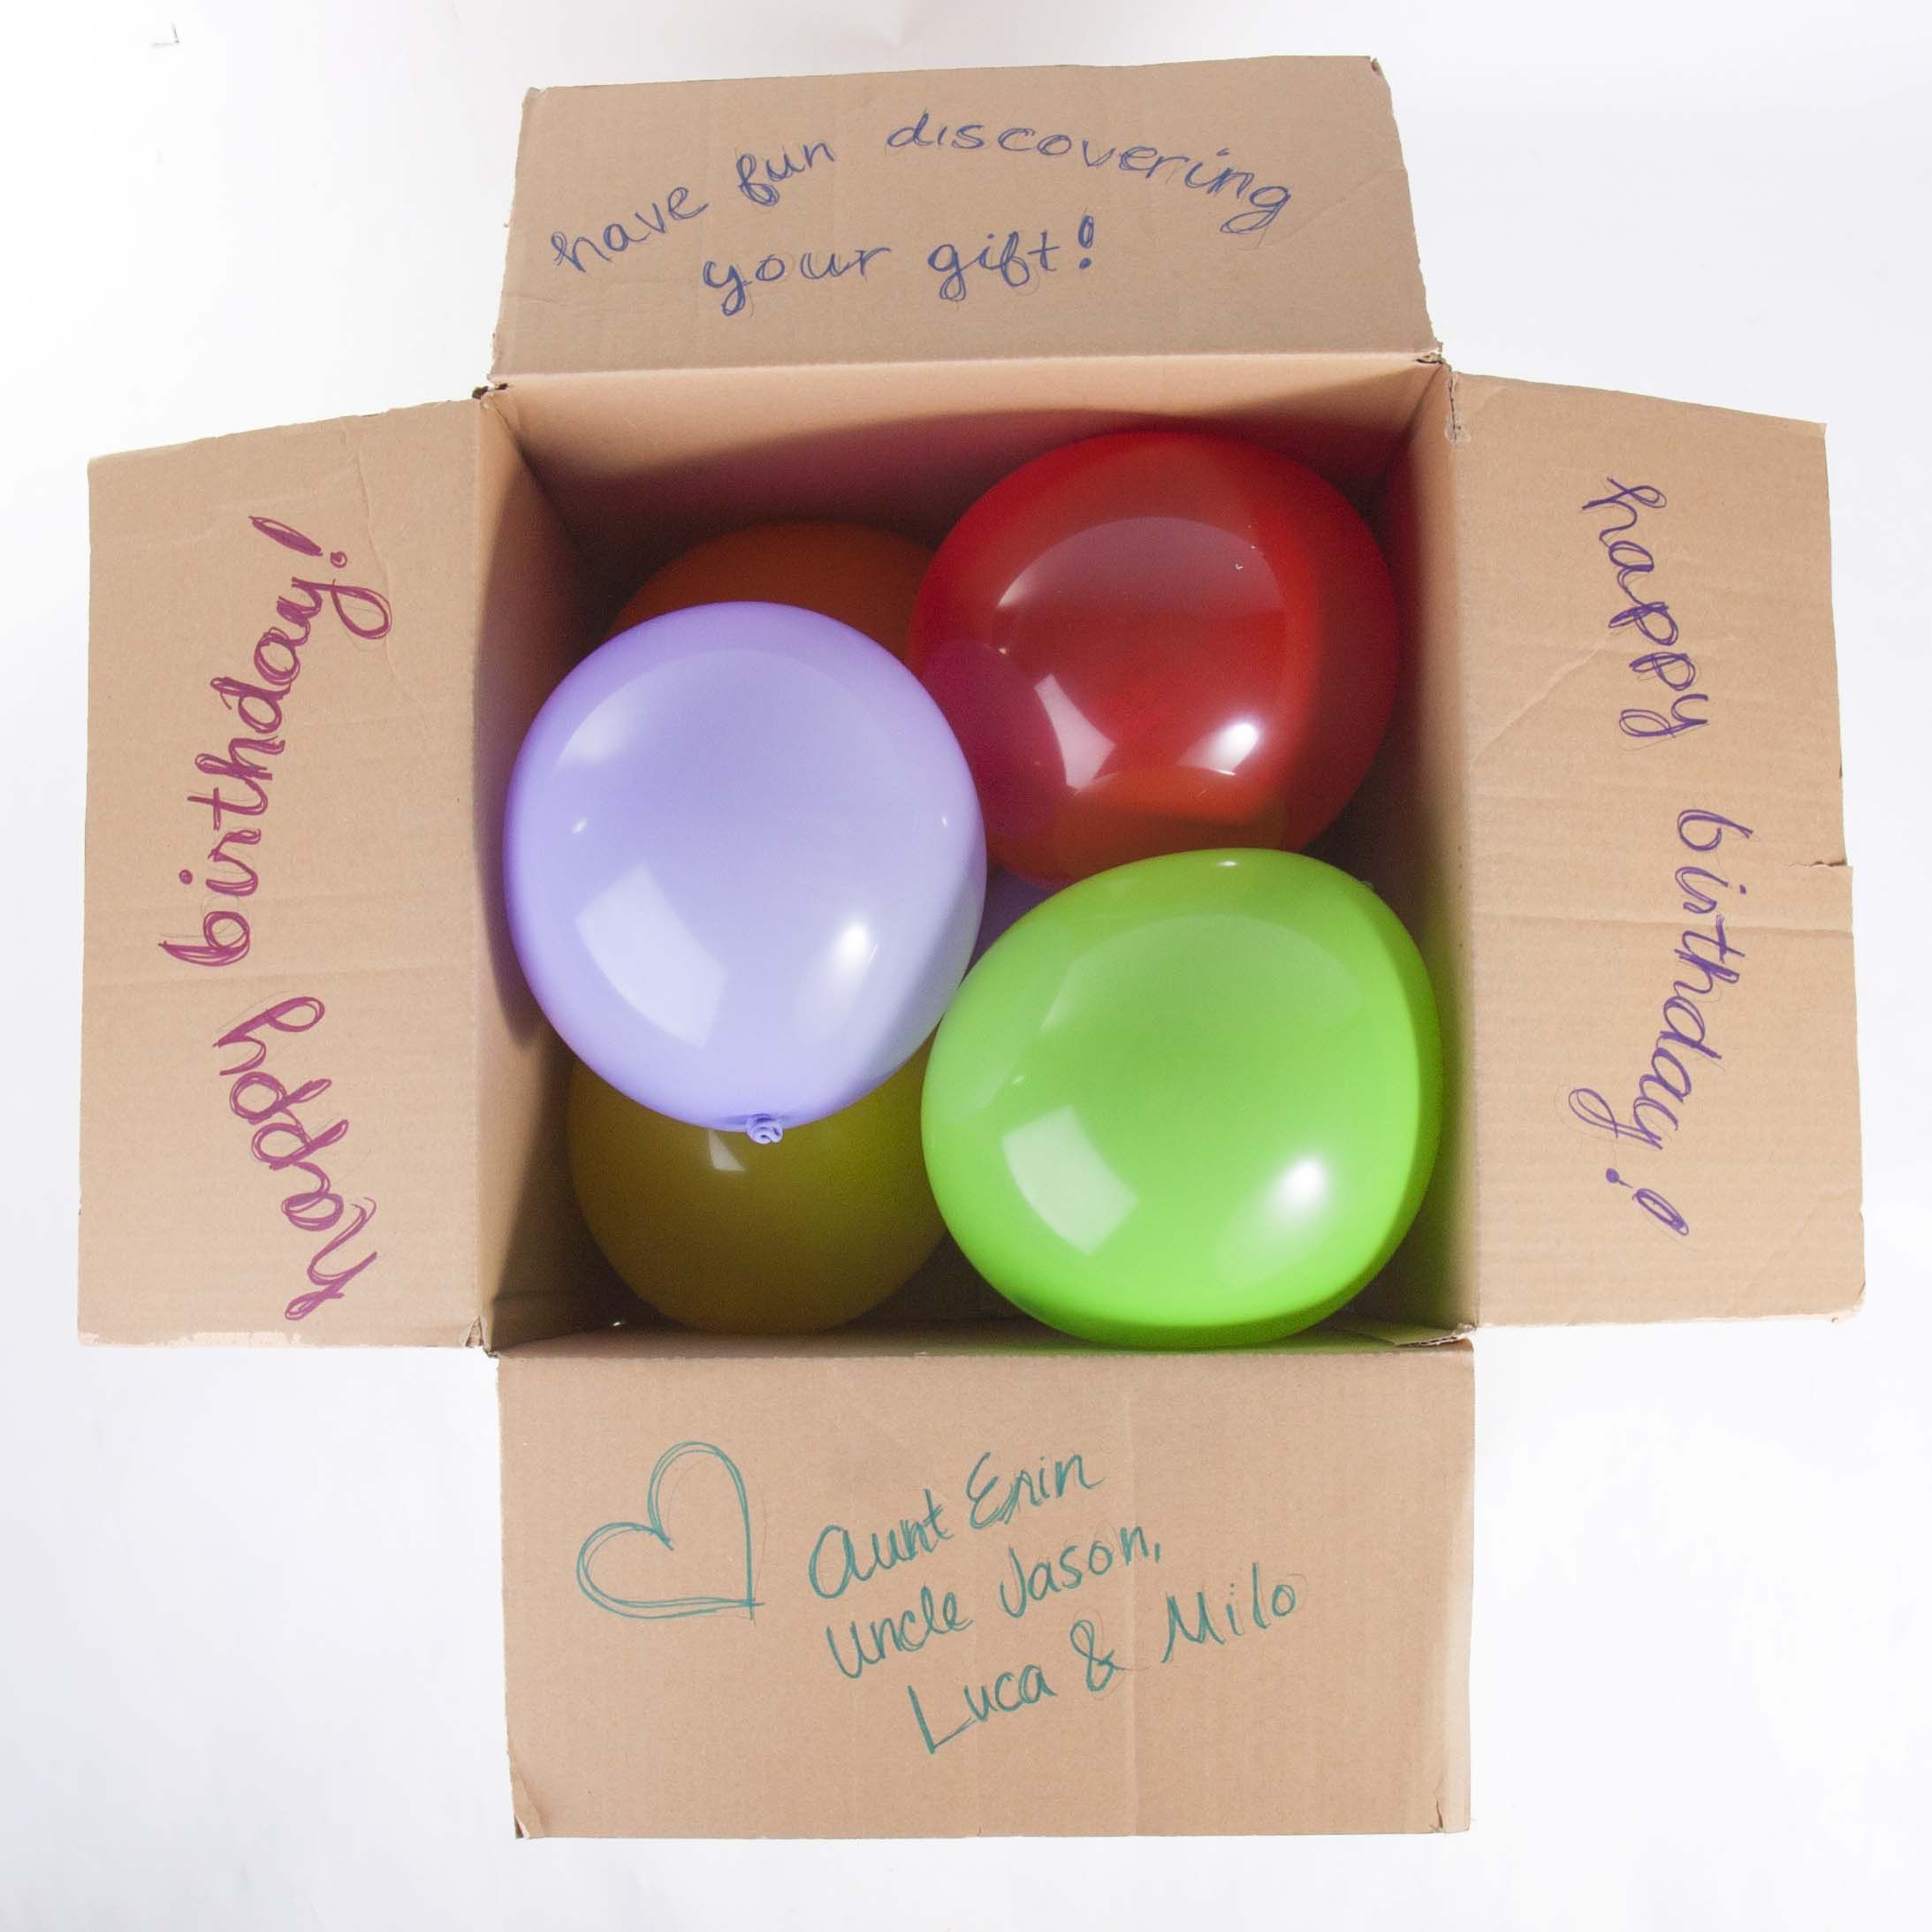 have fun discovering
your gift!
happy birthday!
happy birthday!
Aunt Erin
Uncle Jason,
Luca & Milo